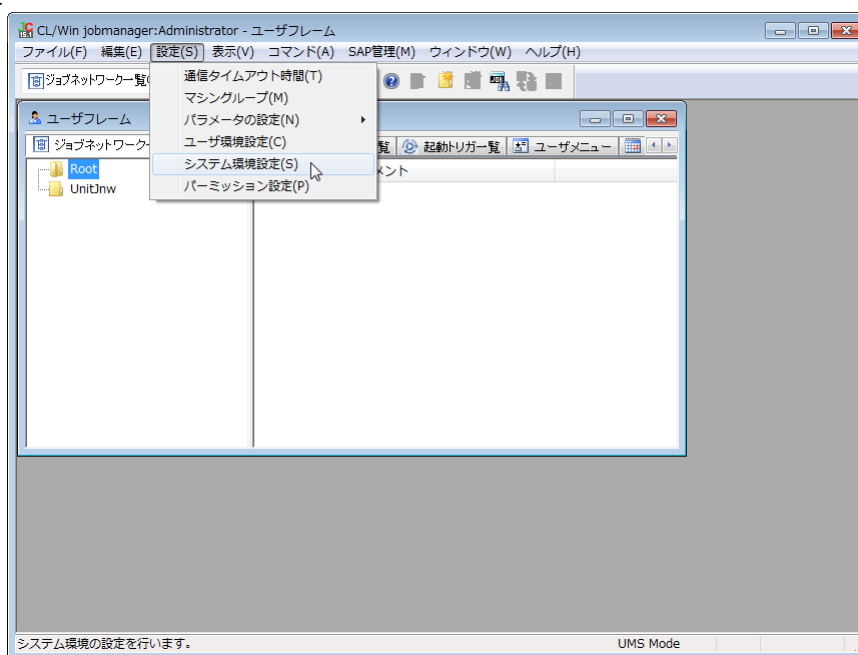 CL/Win jobmanager:Administrator - ユーザフレーム
ファイル(F) 編集(E) 設定(S) 表示(V) コマンド(A) SAP管理(M) ウィンドウ(W) ヘルプ(H)
ジョブネットワーク一覧
通信タイムアウト時間(T)
マシングループ(M)
パラメータの設定(N)
ユーザ環境設定(C)
システム環境設定(S)
パーミッション設定(P)
ユーザフレーム
ジョブネットワーク 覧 起動トリガ一覧 ユーザメニュー
Root メント
UnitJnw
システム環境の設定を行います。 UMS Mode